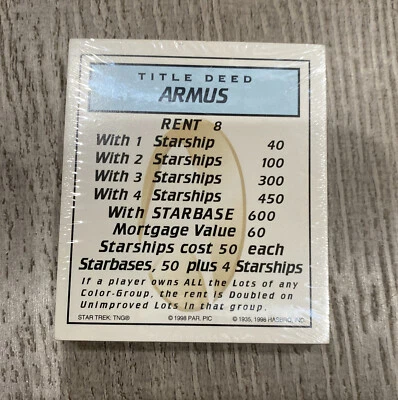 TITLE DEED
ARMUS
RENT 8
With 1 Starship 40
With 2 Starships 100
With 3 Starships 300
With 4 Starships 450
With STARBASE 600
Mortgage Value 60
Starships cost 50 each
Starbases, 50 plus 4 Starships
If a player owns ALL the Lots of any
Color-Group, the rent is Doubled on
Unimproved Lots in that group.
STAR TREK: TNG® © 1998 PAR. PIC © 1935, 1998 HASBRO, INC.